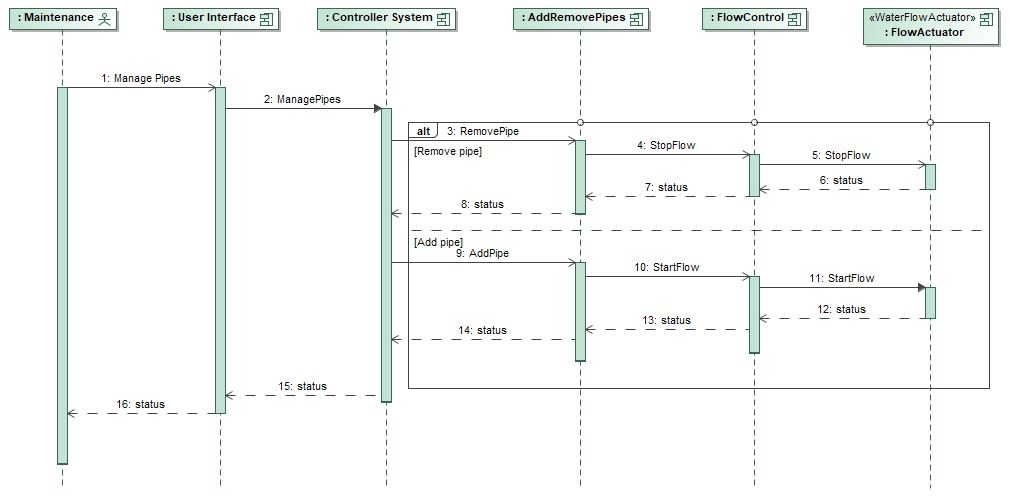 : Maintenance
: User Interface
: Controller System
: AddRemovePipes
: FlowControl
«WaterFlowActuator»
: FlowActuator
1: Manage Pipes
2: ManagePipes
alt
3: RemovePipe
[Remove pipe]
4: StopFlow
5: StopFlow
6: status
7: status
8: status
[Add pipe]
9: AddPipe
10: StartFlow
11: StartFlow
12: status
13: status
14: status
15: status
16: status